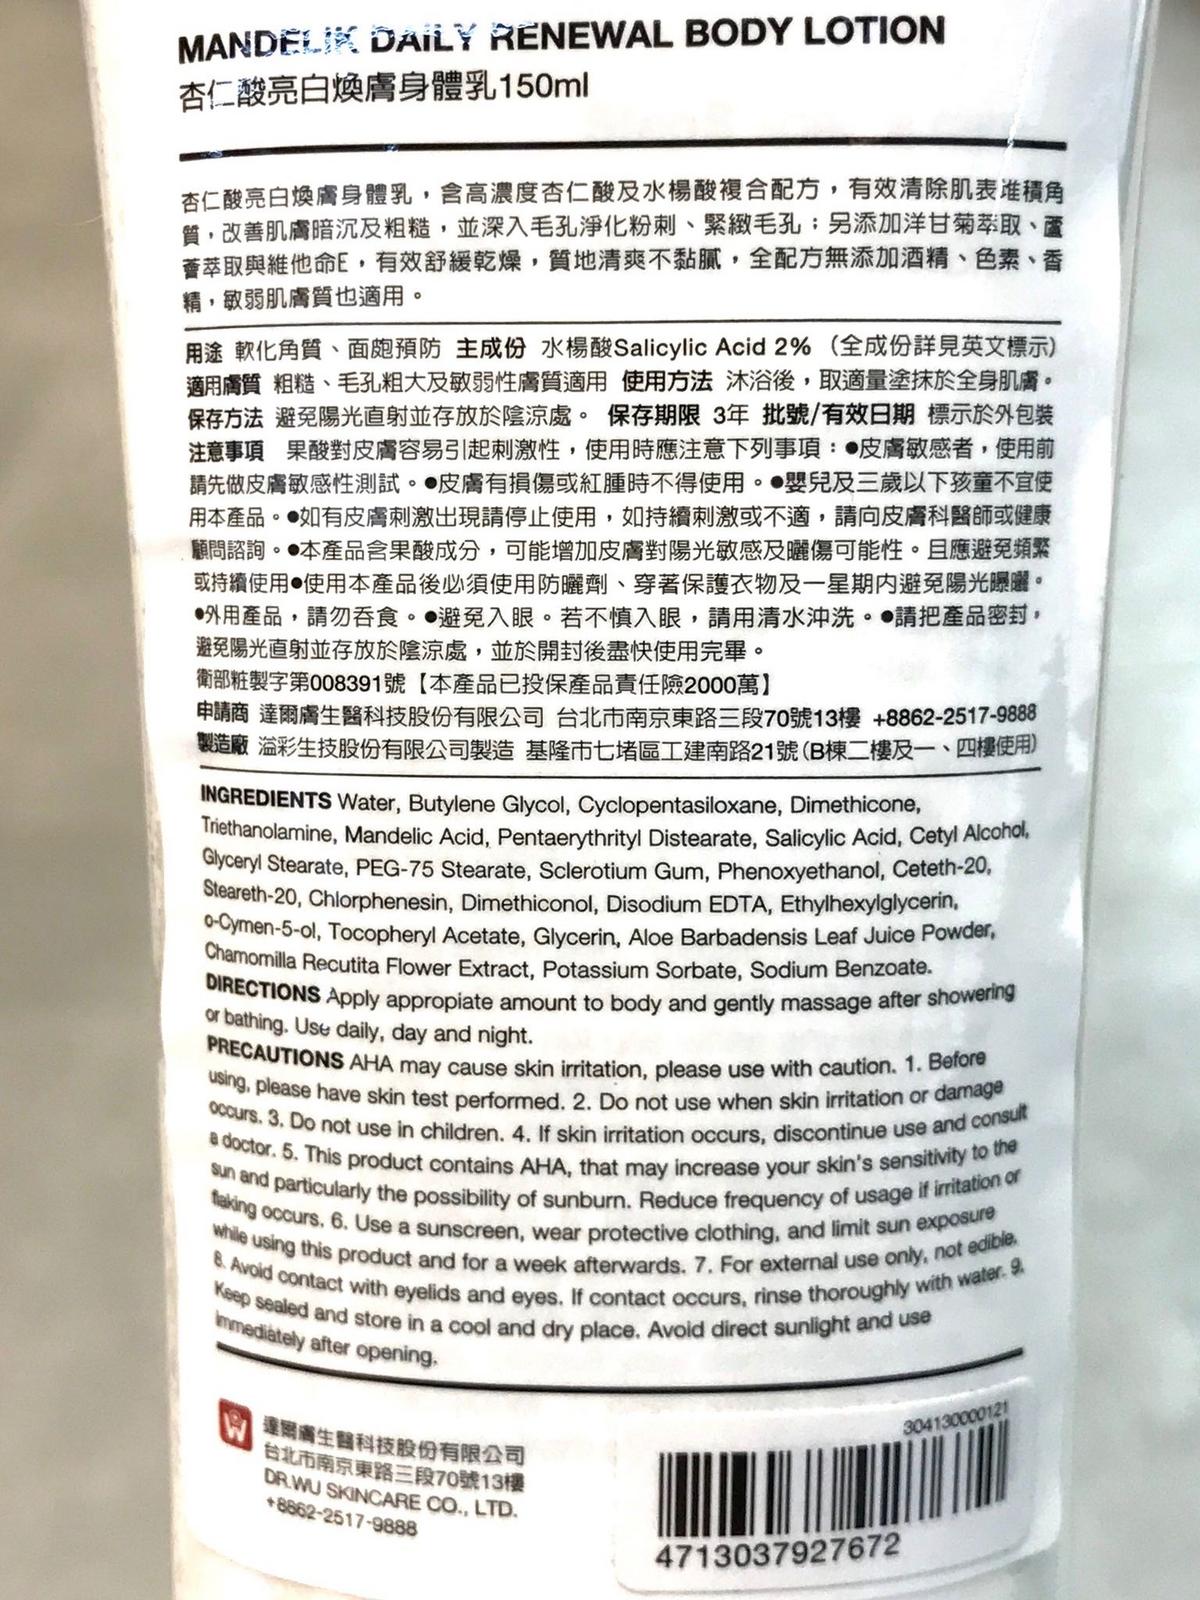 MANDELIK DAILY RENEWAL BODY LOTION
杏仁酸亮白煥膚身體乳150ml
杏仁酸亮白煥膚身體乳，含高濃度杏仁酸及水楊酸複合配方，有效清除肌表堆積角
質，改善肌膚暗沉及粗糙，並深入毛孔淨化粉刺、緊緻毛孔；另添加洋甘菊萃取、蘆
薈萃取與維他命E，有效舒緩乾燥，質地清爽不黏膩，全配方無添加酒精、色素、香
精，敏弱肌膚質也適用。
用途 軟化角質、面皰預防 主成份 水楊酸Salicylic Acid 2%（全成份詳見英文標示）
適用膚質 粗糙、毛孔粗大及敏弱性膚質適用 使用方法 沐浴後，取適量塗抹於全身肌膚。
保存方法 避免陽光直射並存放於陰涼處。 保存期限 3年 批號/有效日期 標示於外包裝
注意事項 果酸對皮膚容易引起刺激性，使用時應注意下列事項：●皮膚敏感者，使用前
請先做皮膚敏感性測試。●皮膚有損傷或紅腫時不得使用。●嬰兒及三歲以下孩童不宜使
用本產品。●如有皮膚刺激出現請停止使用，如持續刺激或不適，請向皮膚科醫師或健康
顧問諮詢。●本產品含果酸成分，可能增加皮膚對陽光敏感及曬傷可能性。且應避免頻繁
或持續使用●使用本產品後必須使用防曬劑、穿著保護衣物及一星期內避免陽光曝曬。
●外用產品，請勿吞食。●避免入眼。若不慎入眼，請用清水沖洗。●請把產品密封，
避免陽光直射並存放於陰涼處，並於開封後盡快使用完畢。
衛部粧製字第008391號【本產品已投保產品責任險2000萬】
申請商 達爾膚生醫科技股份有限公司 台北市南京東路三段70號13樓 +8862-2517-9888
製造廠 溢彩生技股份有限公司製造 基隆市七堵區工建南路21號(B棟二樓及一、四樓使用)
INGREDIENTS Water, Butylene Glycol, Cyclopentasiloxane, Dimethicone,
Triethanolamine, Mandelic Acid, Pentaerythrityl Distearate, Salicylic Acid, Cetyl Alcohol,
Glyceryl Stearate, PEG-75 Stearate, Sclerotium Gum, Phenoxyethanol, Ceteth-20,
Steareth-20, Chlorphenesin, Dimethiconol, Disodium EDTA, Ethylhexylglycerin,
o-Cymen-5-ol, Tocopheryl Acetate, Glycerin, Aloe Barbadensis Leaf Juice Powder,
Chamomilla Recutita Flower Extract, Potassium Sorbate, Sodium Benzoate.
DIRECTIONS Apply appropiate amount to body and gently massage after showering
or bathing. Use daily, day and night.
PRECAUTIONS AHA may cause skin irritation, please use with caution. 1. Before
using, please have skin test performed. 2. Do not use when skin irritation or damage
occurs. 3. Do not use in children. 4. If skin irritation occurs, discontinue use and consult
a doctor. 5. This product contains AHA, that may increase your skin's sensitivity to the
sun and particularly the possibility of sunburn. Reduce frequency of usage if irritation or
flaking occurs. 6. Use a sunscreen, wear protective clothing, and limit sun exposure
while using this product and for a week afterwards. 7. For external use only, not edible.
8. Avoid contact with eyelids and eyes. If contact occurs, rinse thoroughly with water. 9.
Keep sealed and store in a cool and dry place. Avoid direct sunlight and use
immediately after opening.
達爾膚生醫科技股份有限公司
台北市南京東路三段70號13樓
DR.WU SKINCARE CO., LTD.
+8862-2517-9888
304130000121
4713037927672